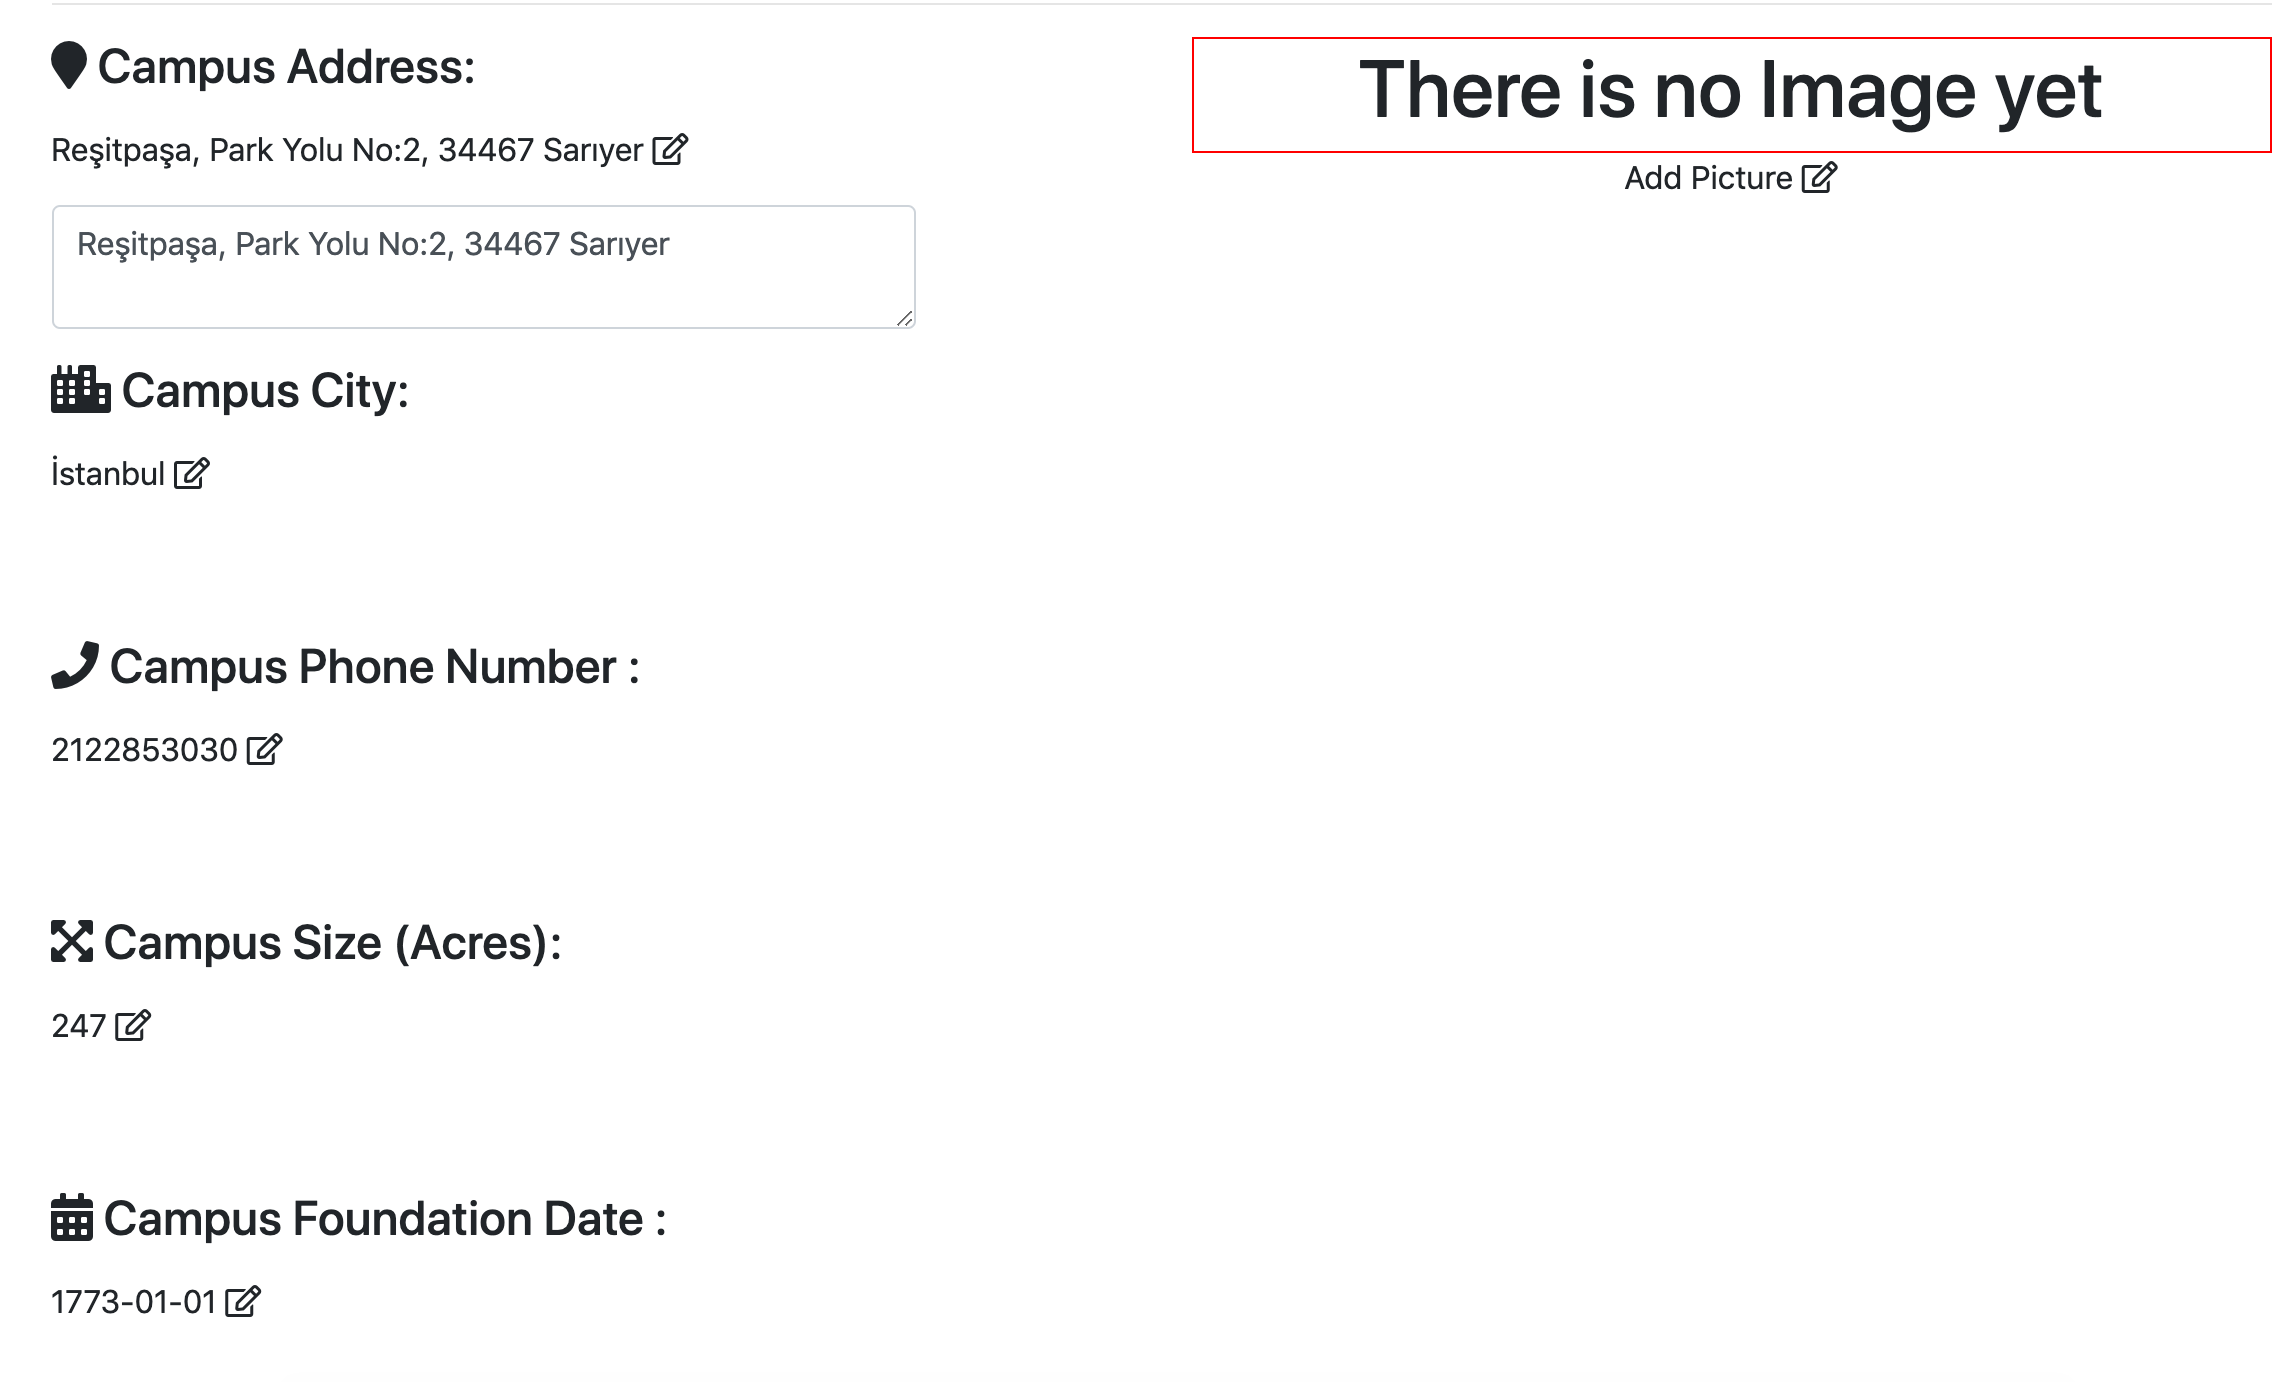 Campus Address:
Reşitpaşa, Park Yolu No:2, 34467 Sarıyer
Reşitpaşa, Park Yolu No:2, 34467 Sarıyer
Campus City:
İstanbul
Campus Phone Number :
2122853030
Campus Size (Acres):
247
Campus Foundation Date :
1773-01-01
There is no Image yet
Add Picture